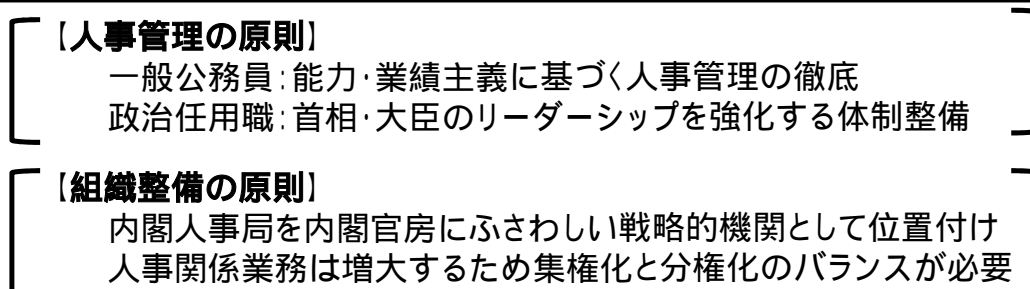 【人事管理の原則】
一般公務員:能力・業績主義に基づく人事管理の徹底
政治任用職:首相・大臣のリーダーシップを強化する体制整備
【組織整備の原則】
内閣人事局を内閣官房にふさわしい戦略的機関として位置付け
人事関係業務は増大するため集権化と分権化のバランスが必要